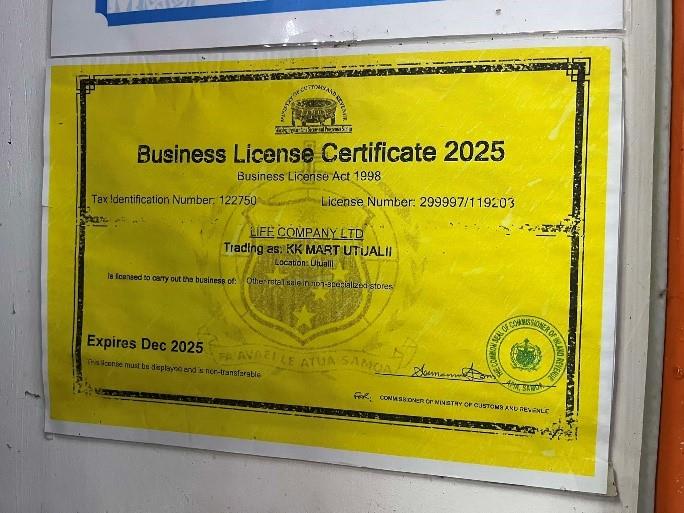 MINISTRY OF CUSTOMS AND REVENUE
Business License Certificate 2025
Business License Act 1998
Tax Identification Number: 122750 License Number: 299997/119203
LIFE COMPANY LTD
Trading as: KK MART UTUALII
Location: Utualii
Is licensed to carry out the business of: Other retail sale in non-specialized stores
FA'AVAE I LE ATUA SAMOA
Expires Dec 2025
This license must be displayed and is non-transferable
THE COMMON SEAL OF COMMISSIONER OF INLAND REVENUE
APIA, SAMOA
For, COMMISSIONER OF MINISTRY OF CUSTOMS AND REVENUE